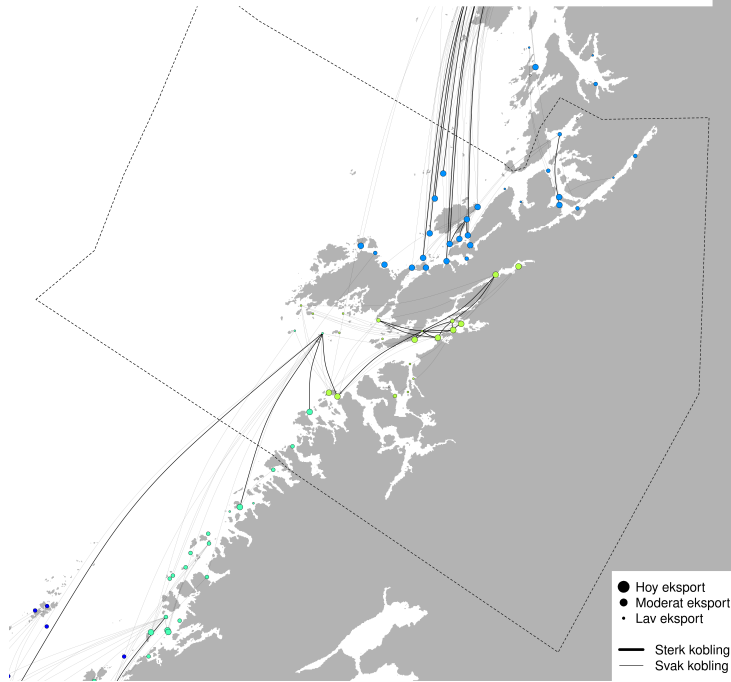 Hoy eksport
Moderat eksport
Lav eksport
Sterk kobling
Svak kobling